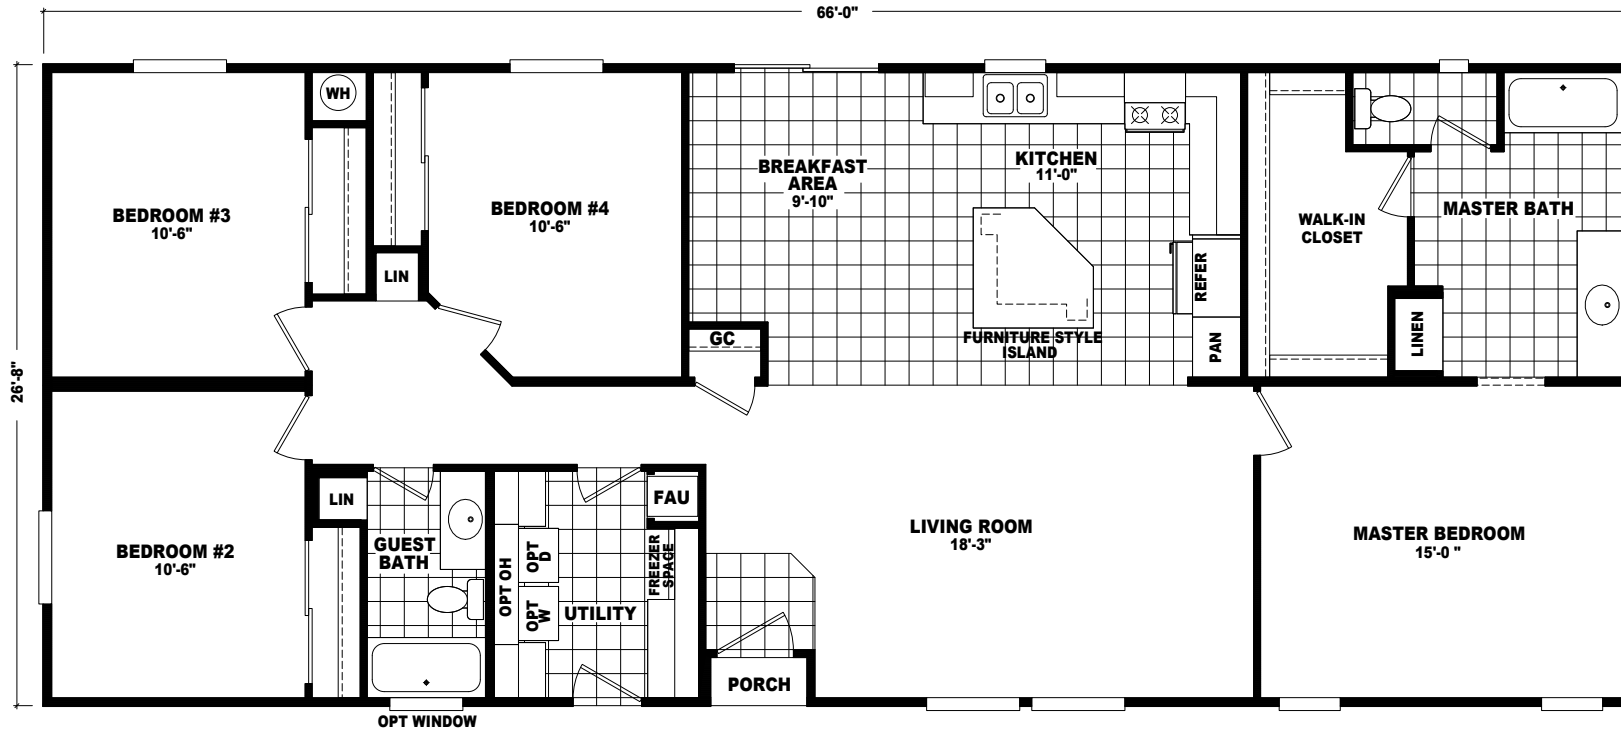 66'-0"
26'-8"
WH
BEDROOM #3
10'-6"
LIN
BEDROOM #4
10'-6"
BREAKFAST
AREA
9'-10"
KITCHEN
11'-0"
FURNITURE STYLE
ISLAND
REFER
PAN
GC
WALK-IN
CLOSET
MASTER BATH
LINEN
BEDROOM #2
10'-6"
LIN
GUEST
BATH
OPT WINDOW
OPT OH
OPT
D
OPT
W
UTILITY
FAU
FREEZER
SPACE
PORCH
LIVING ROOM
18'-3"
MASTER BEDROOM
15'-0 "